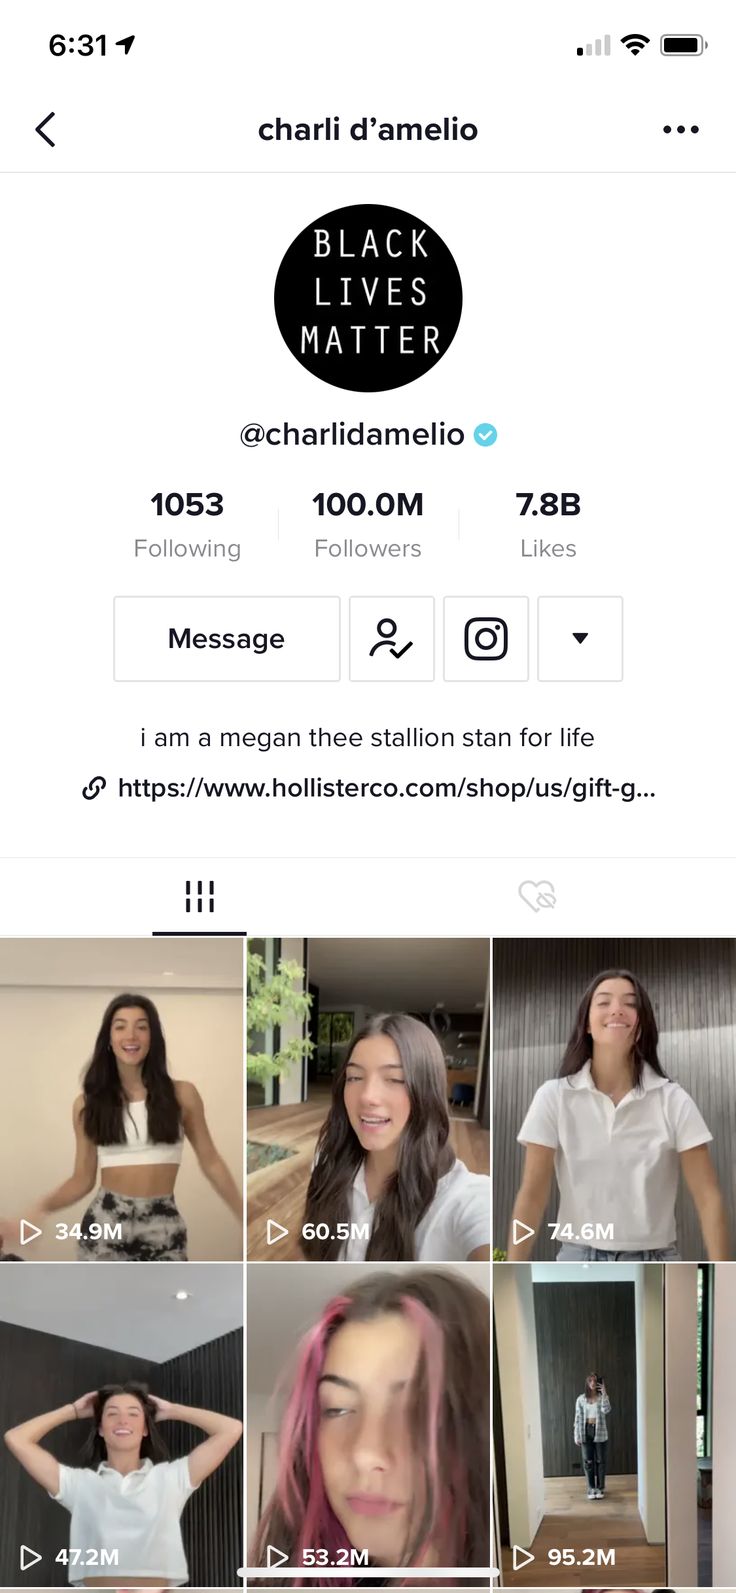 6:31
charli d’amelio
BLACK
LIVES
MATTER
@charlidamelio
1053
100.0M
7.8B
Following
Followers
Likes
Message
i am a megan thee stallion stan for life
https://www.hollisterco.com/shop/us/gift-g...
34.9M
60.5M
74.6M
47.2M
53.2M
95.2M